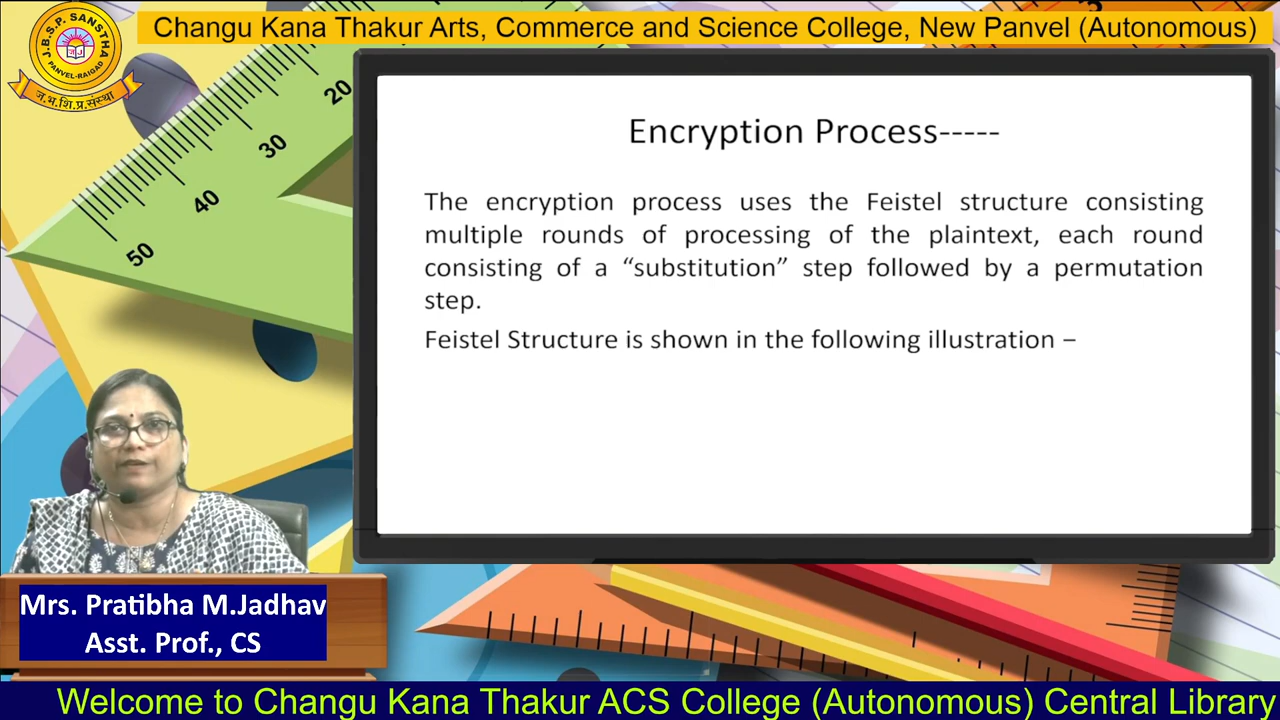 Changu Kana Thakur Arts, Commerce and Science College, New Panvel (Autonomous)
J.B.S.P. SANSTHA
PANVEL-RAIGAD
ज.भ.शि.प्र.संस्था
20
30
40
50
Encryption Process-----
The encryption process uses the Feistel structure consisting
multiple rounds of processing of the plaintext, each round
consisting of a “substitution” step followed by a permutation
step.
Feistel Structure is shown in the following illustration −
Mrs. Pratibha M.Jadhav
Asst. Prof., CS
Welcome to Changu Kana Thakur ACS College (Autonomous) Central Library